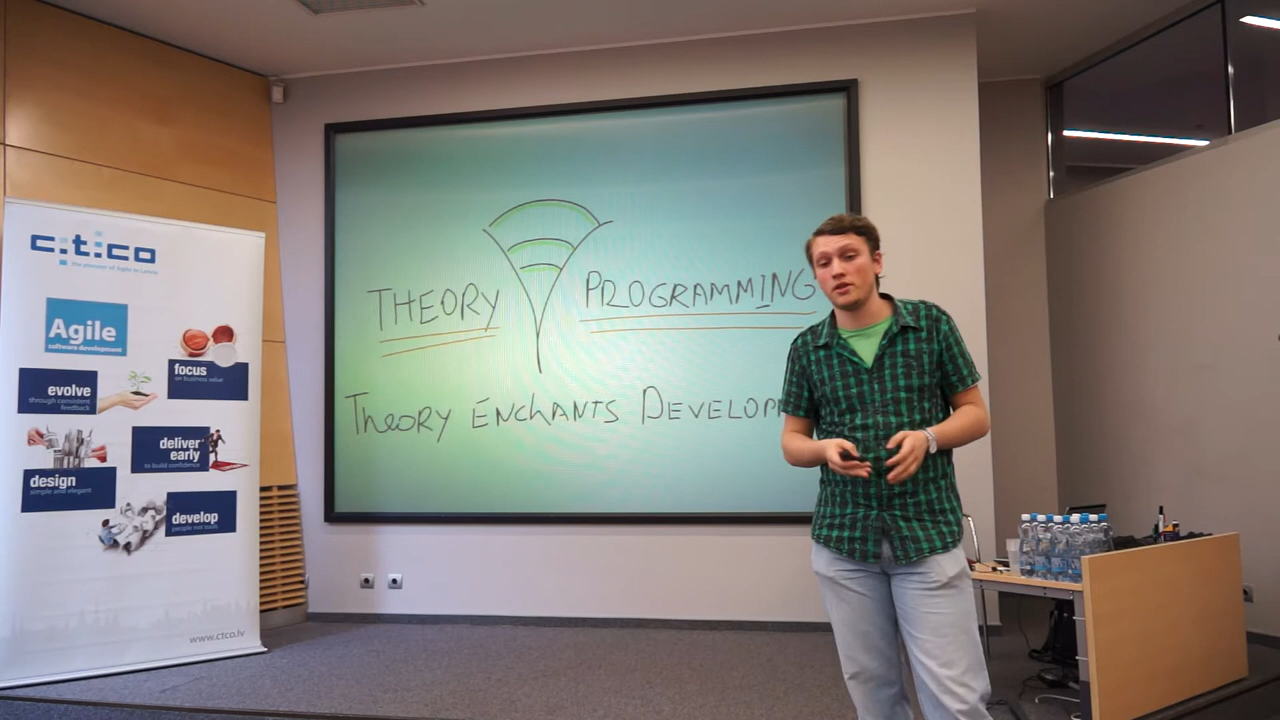 c:t:co
the pioneer of Agile in Latvia
Agile
software development
focus
on business value
evolve
through consistent
feedback
deliver
early
to build confidence
design
simple and elegant
develop
people not tools
www.ctco.lv
THEORY
PROGRAMMING
THEORY ENCHANTS DEVELOP